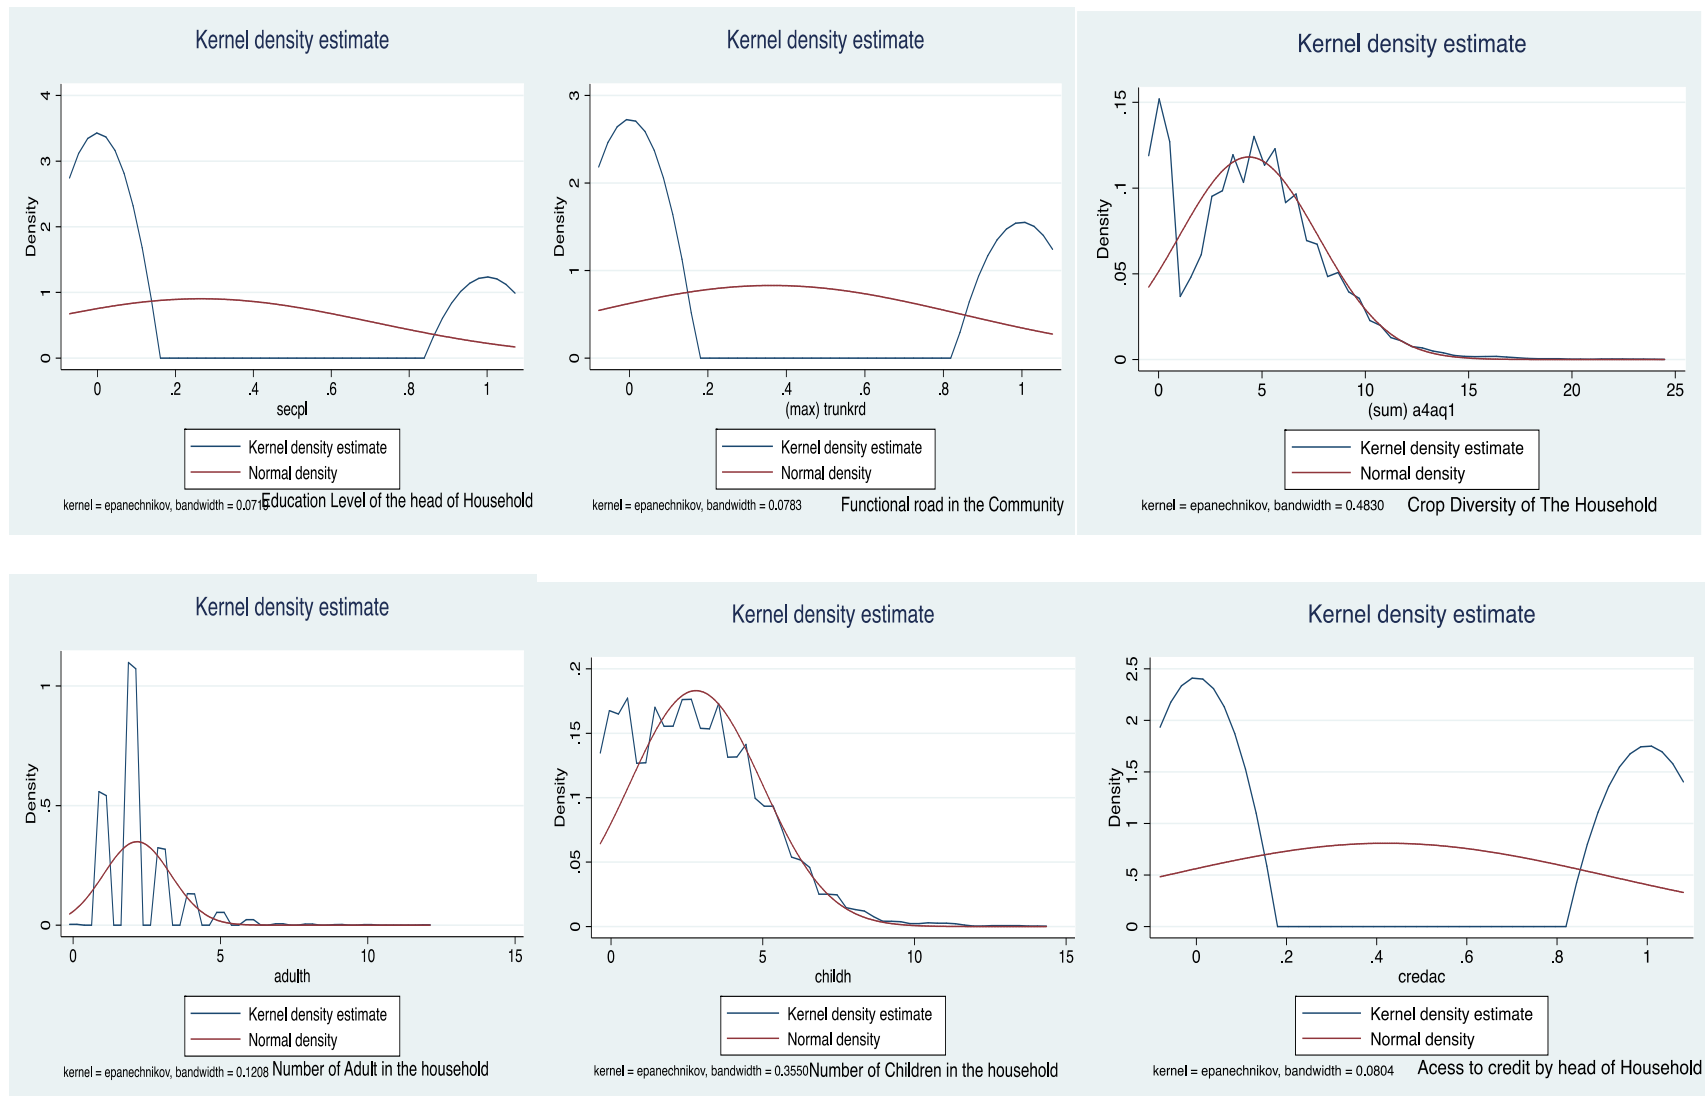 Kernel density estimate
Density
0 1 2 3 4
0 .2 .4 .6 .8 1
secpl
Kernel density estimate
Normal density
kernel = epanechnikov, bandwidth = 0.0719
Education Level of the head of Household
Kernel density estimate
Density
0 1 2 3
0 .2 .4 .6 .8 1
(max) trunkrd
Kernel density estimate
Normal density
kernel = epanechnikov, bandwidth = 0.0783
Functional road in the Community
Kernel density estimate
Density
0 .05 .1 .15
0 5 10 15 20 25
(sum) a4aq1
Kernel density estimate
Normal density
kernel = epanechnikov, bandwidth = 0.4830
Crop Diversity of The Household
Kernel density estimate
Density
0 .5 1
0 5 10 15
adulth
Kernel density estimate
Normal density
kernel = epanechnikov, bandwidth = 0.1208
Number of Adult in the household
Kernel density estimate
Density
0 .05 .1 .15 .2
0 5 10 15
childh
Kernel density estimate
Normal density
kernel = epanechnikov, bandwidth = 0.3550
Number of Children in the household
Kernel density estimate
Density
0 .5 1 1.5 2 2.5
0 .2 .4 .6 .8 1
credac
Kernel density estimate
Normal density
kernel = epanechnikov, bandwidth = 0.0804
Acess to credit by head of Household